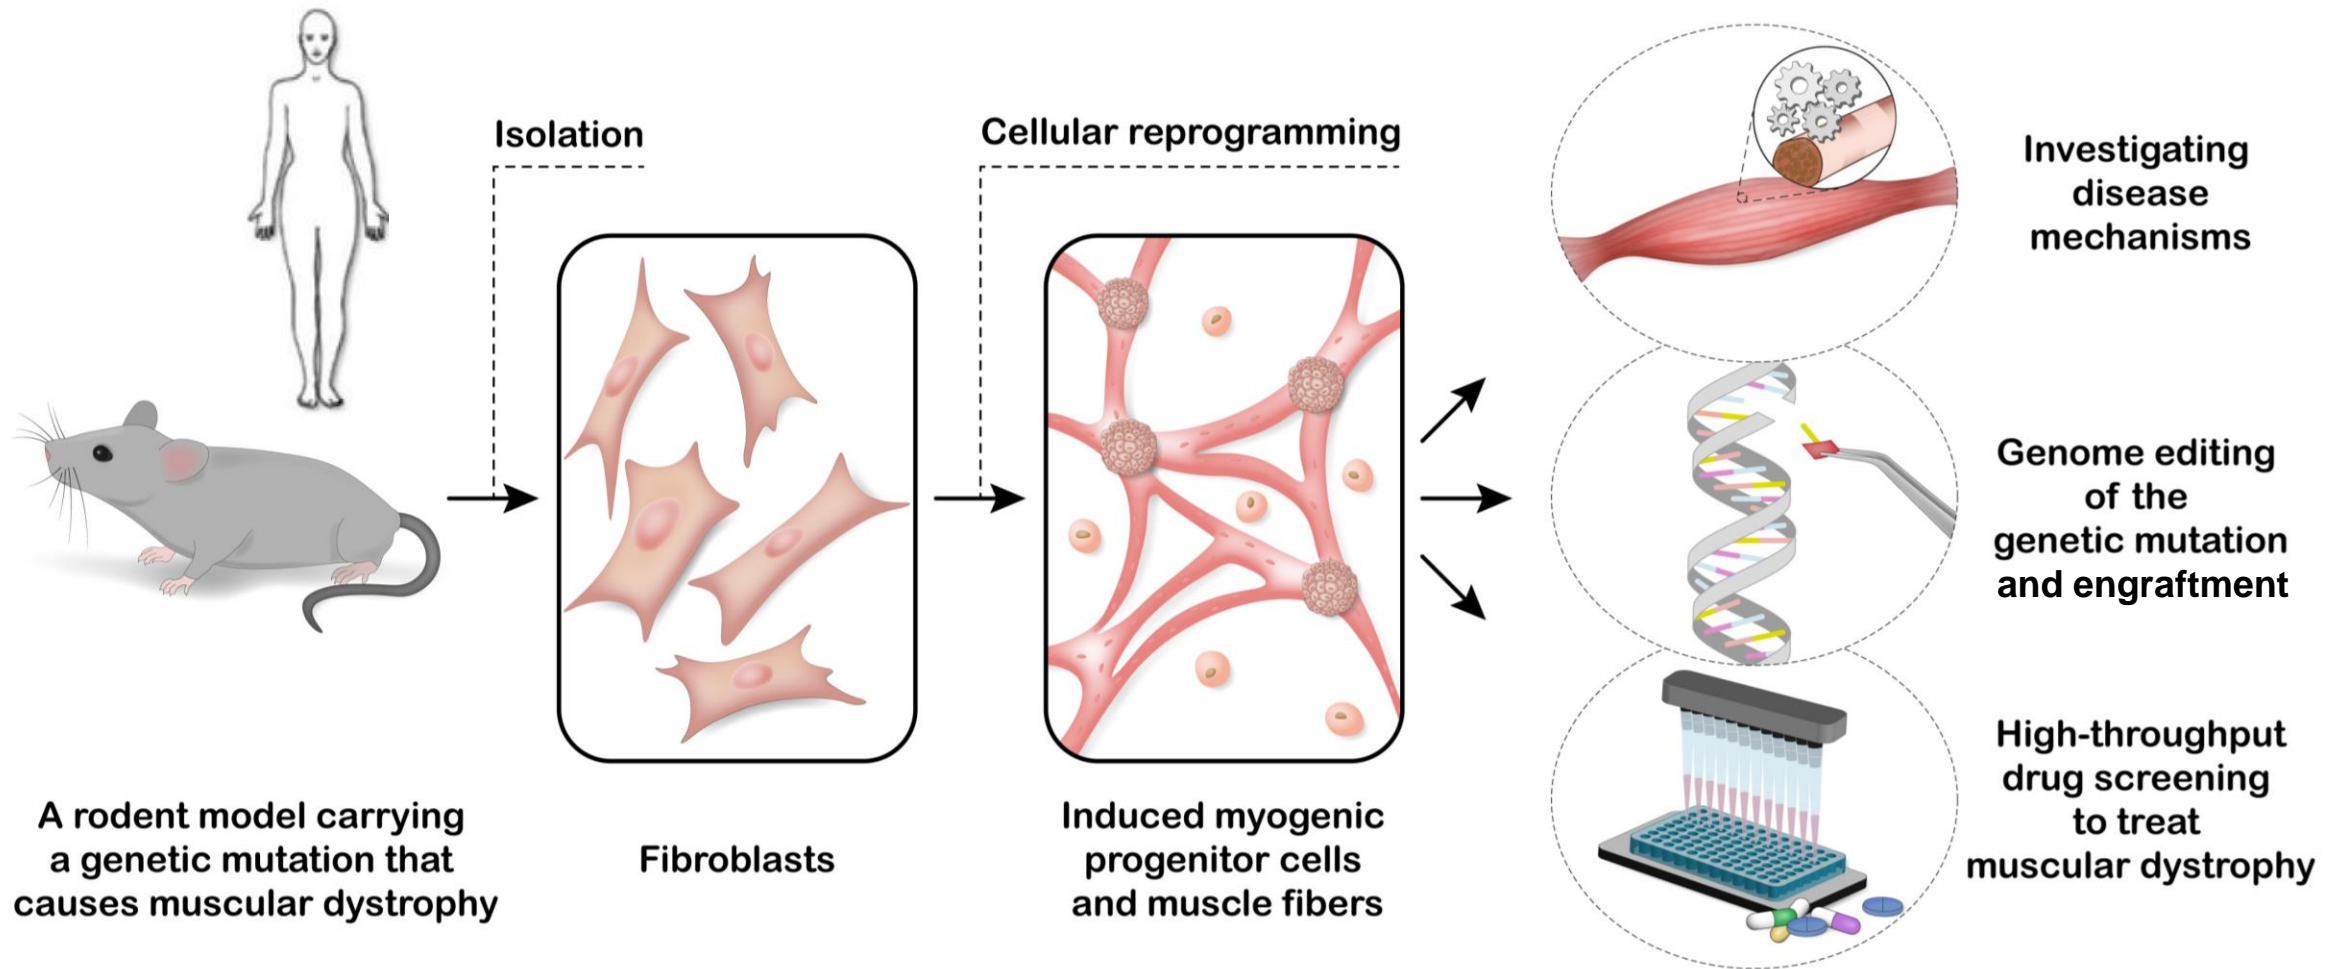 Isolation
Cellular reprogramming
A rodent model carrying
a genetic mutation that
causes muscular dystrophy
Fibroblasts
Induced myogenic
progenitor cells
and muscle fibers
Investigating
disease
mechanisms
Genome editing
of the
genetic mutation
and engraftment
High-throughput
drug screening
to treat
muscular dystrophy